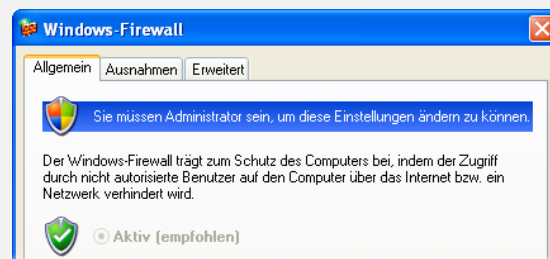 Windows-Firewall
Allgemein Ausnahmen Erweitert
Sie müssen Administrator sein, um diese Einstellungen ändern zu können.
Der Windows-Firewall trägt zum Schutz des Computers bei, indem der Zugriff
durch nicht autorisierte Benutzer auf den Computer über das Internet bzw. ein
Netzwerk verhindert wird.
Aktiv (empfohlen)